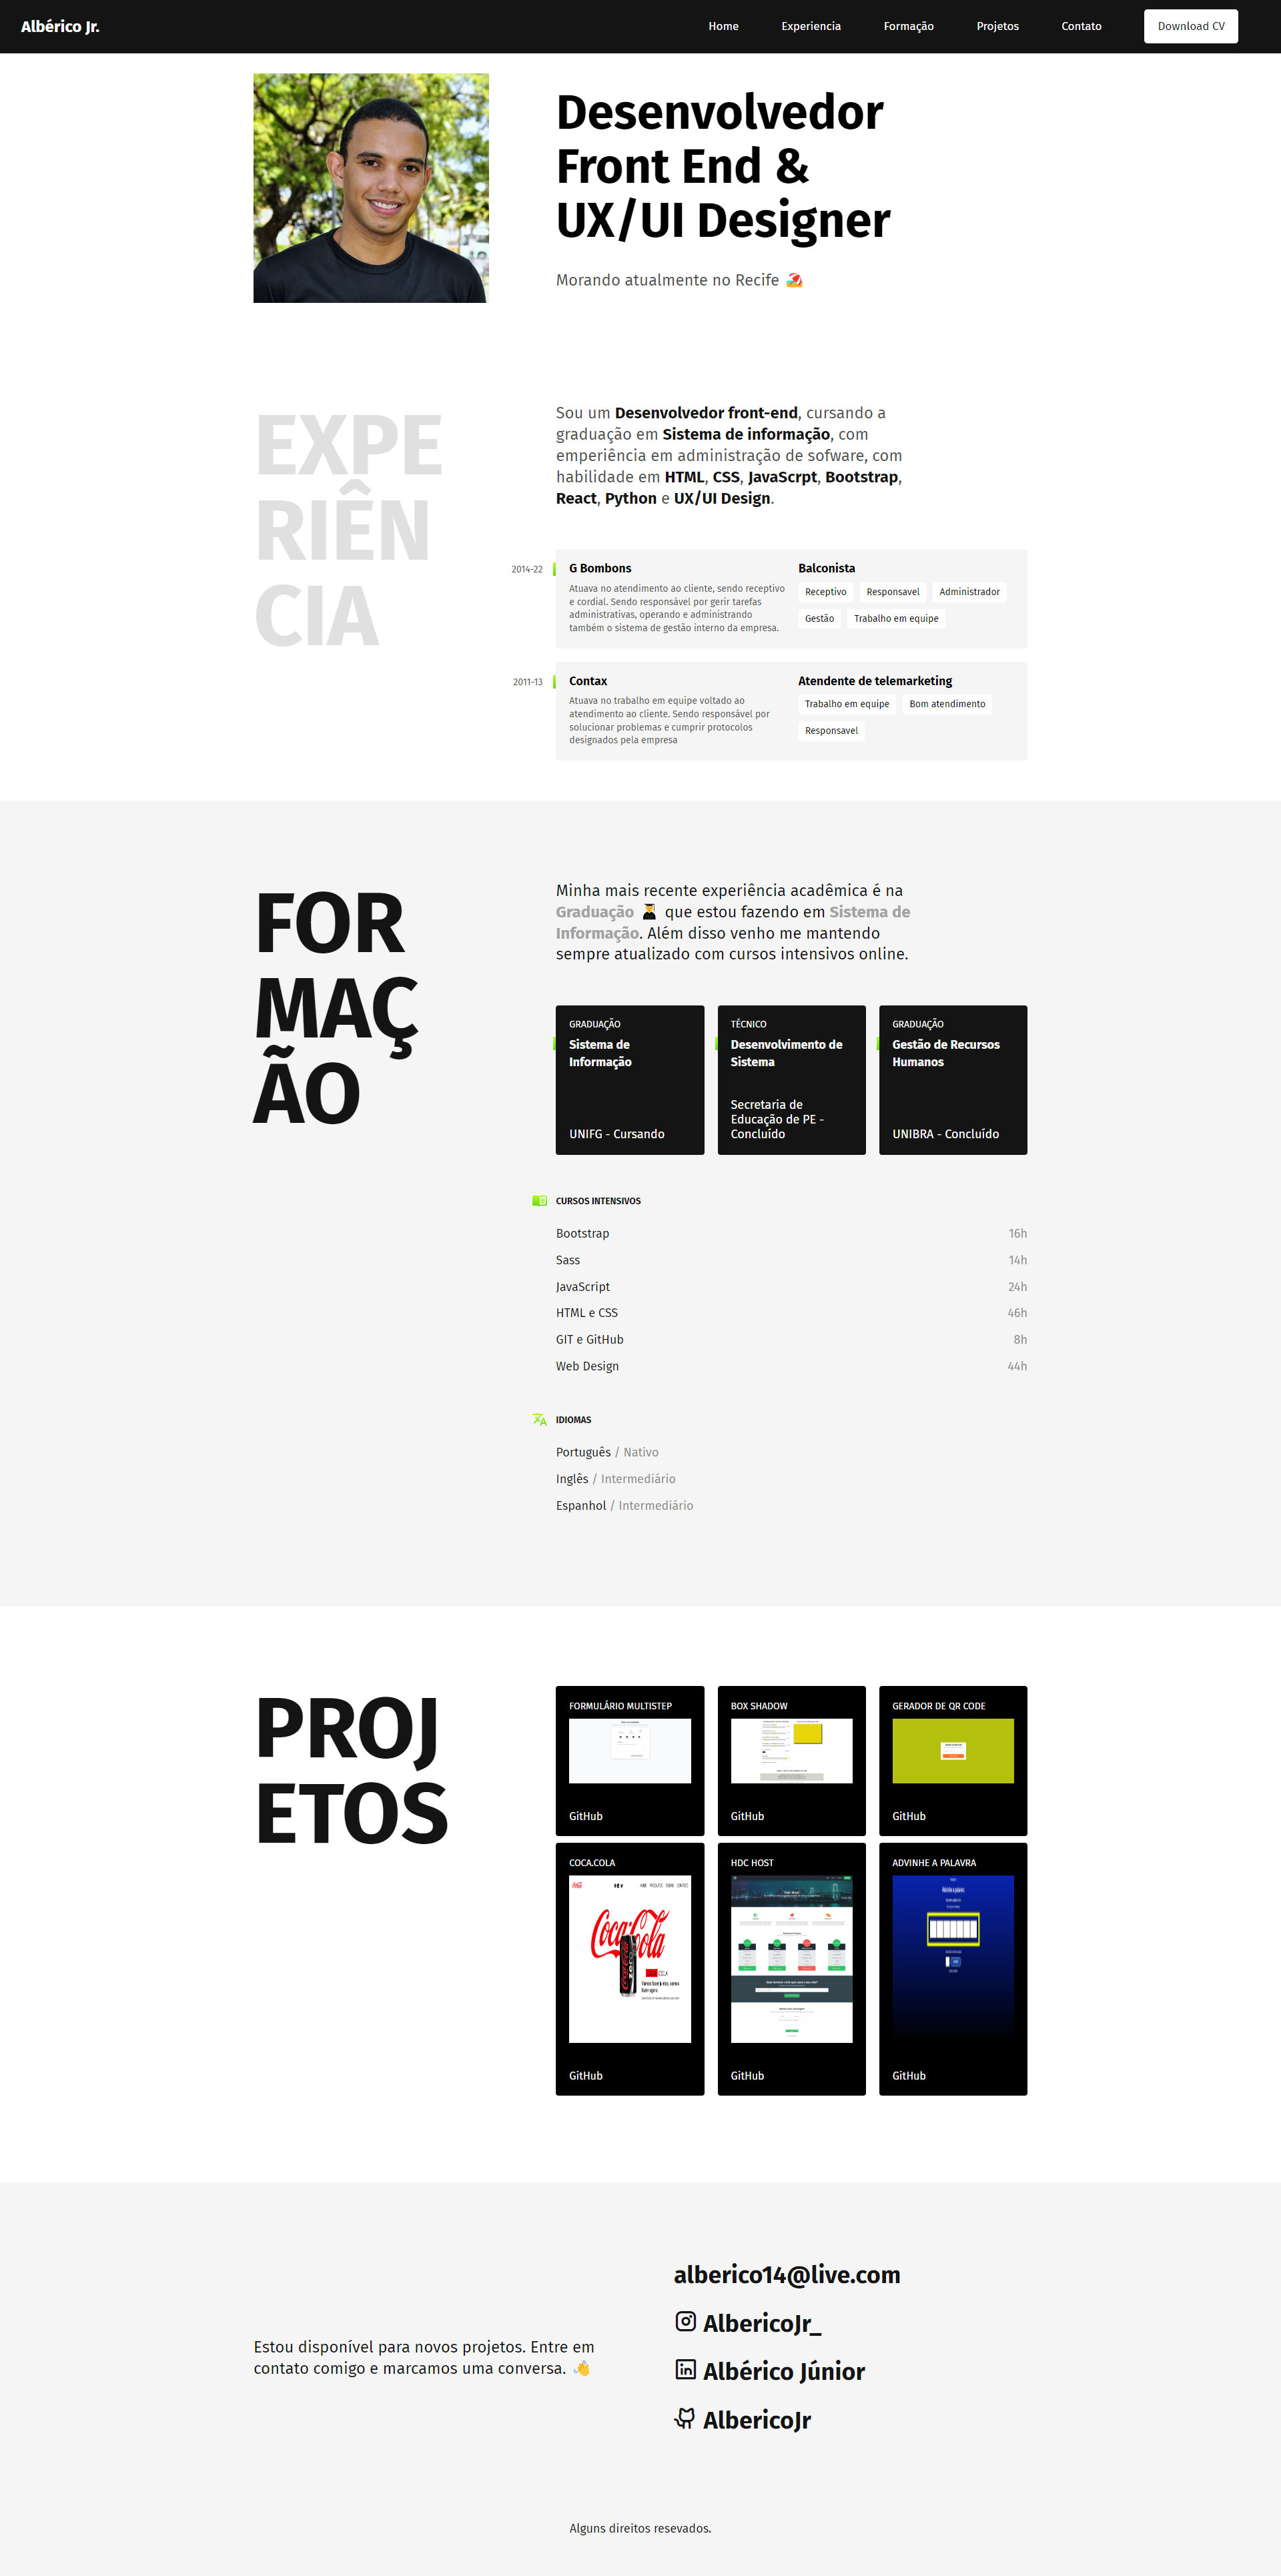 Albérico Jr.
Home
Experiencia
Formação
Projetos
Contato
Download CV
Desenvolvedor
Front End &
UX/UI Designer
Morando atualmente no Recife
EXPE
RIÊN
CIA
Sou um Desenvolvedor front-end, cursando a
graduação em Sistema de informação, com
emperiência em administração de sofware, com
habilidade em HTML, CSS, JavaScrpt, Bootstrap,
React, Python e UX/UI Design.
2014-22
G Bombons
Atuava no atendimento ao cliente, sendo receptivo
e cordial. Sendo responsável por gerir tarefas
administrativas, operando e administrando
também o sistema de gestão interno da empresa.
Balconista
Receptivo
Responsavel
Administrador
Gestão
Trabalho em equipe
2011-13
Contax
Atuava no trabalho em equipe voltado ao
atendimento ao cliente. Sendo responsável por
solucionar problemas e cumprir protocolos
designados pela empresa
Atendente de telemarketing
Trabalho em equipe
Bom atendimento
Responsavel
FOR
MAÇ
ÃO
Minha mais recente experiência acadêmica é na
Graduação que estou fazendo em Sistema de
Informação. Além disso venho me mantendo
sempre atualizado com cursos intensivos online.
GRADUAÇÃO
Sistema de
Informação
UNIFG - Cursando
TÉCNICO
Desenvolvimento de
Sistema
Secretaria de
Educação de PE -
Concluído
GRADUAÇÃO
Gestão de Recursos
Humanos
UNIBRA - Concluído
CURSOS INTENSIVOS
Bootstrap 16h
Sass 14h
JavaScript 24h
HTML e CSS 46h
GIT e GitHub 8h
Web Design 44h
IDIOMAS
Português / Nativo
Inglês / Intermediário
Espanhol / Intermediário
PROJ
ETOS
FORMULÁRIO MULTISTEP
GitHub
BOX SHADOW
GitHub
GERADOR DE QR CODE
GitHub
COCA.COLA
Coca-Cola
GitHub
HDC HOST
GitHub
ADVINHE A PALAVRA
GitHub
Estou disponível para novos projetos. Entre em
contato comigo e marcamos uma conversa.
alberico14@live.com
AlbericoJr_
Albérico Júnior
AlbericoJr
Alguns direitos resevados.